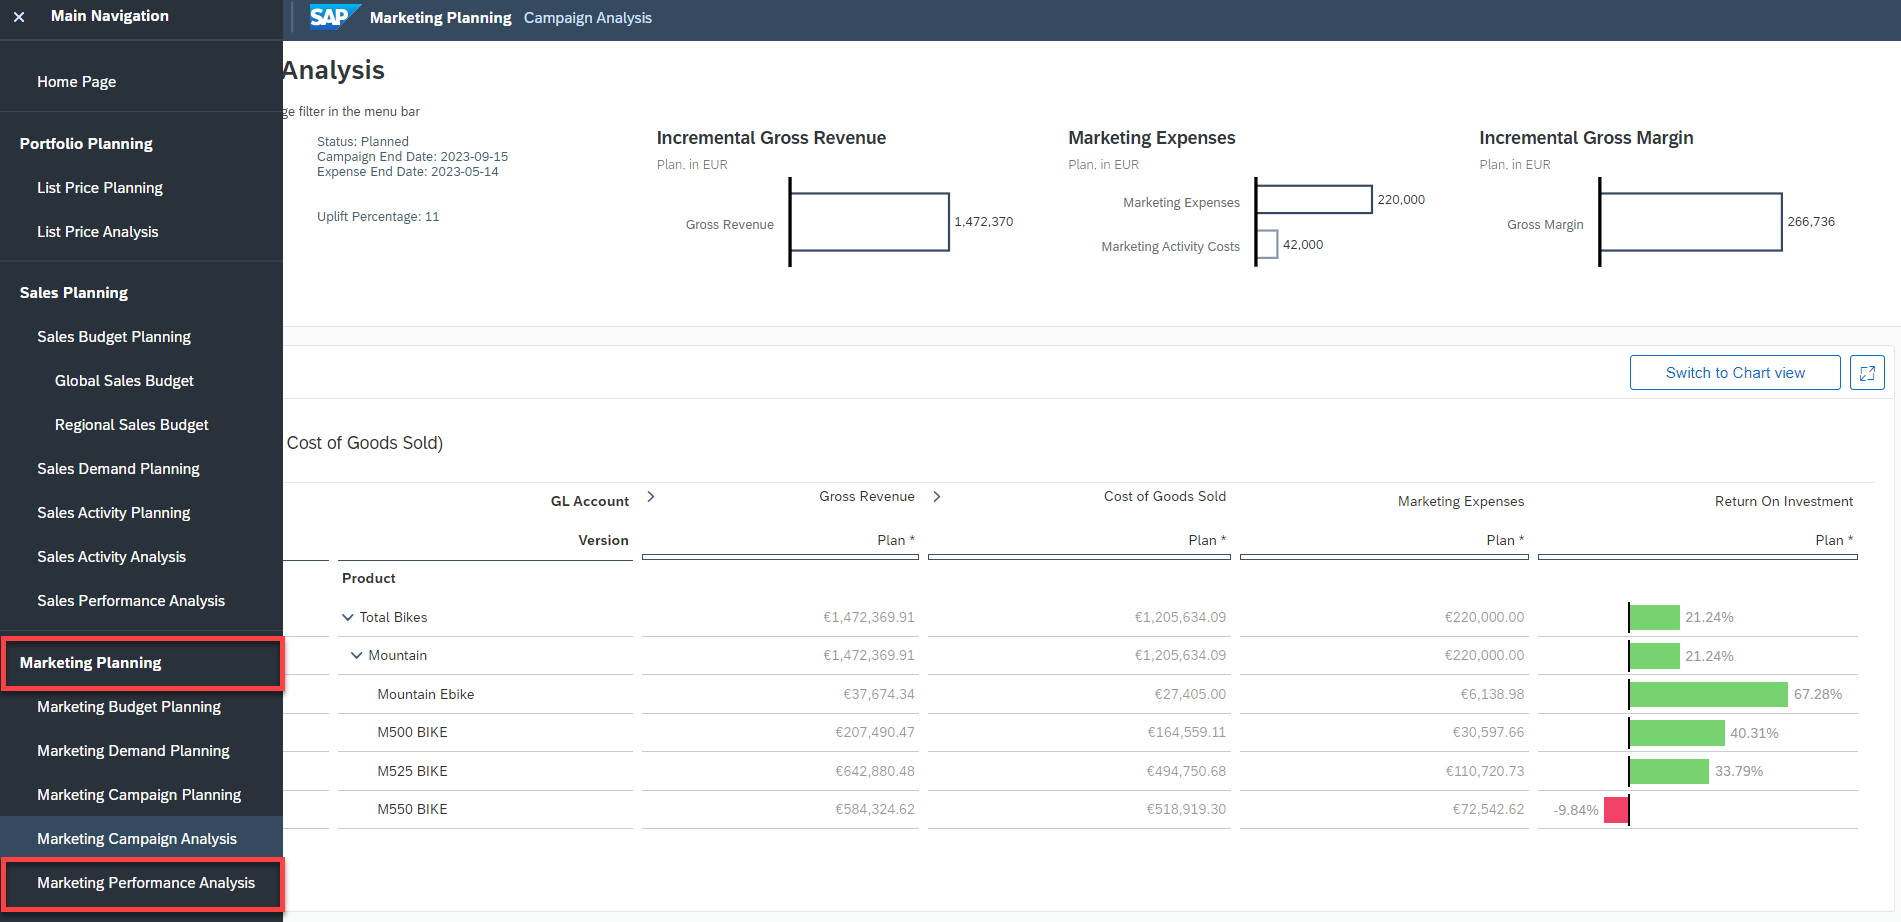 Main Navigation
Home Page
Portfolio Planning
List Price Planning
List Price Analysis
Sales Planning
Sales Budget Planning
Global Sales Budget
Regional Sales Budget
Sales Demand Planning
Sales Activity Planning
Sales Activity Analysis
Sales Performance Analysis
Marketing Planning
Marketing Budget Planning
Marketing Demand Planning
Marketing Campaign Planning
Marketing Campaign Analysis
Marketing Performance Analysis
SAP Marketing Planning Campaign Analysis
Analysis
ge filter in the menu bar
Status: Planned
Campaign End Date: 2023-09-15
Expense End Date: 2023-05-14
Uplift Percentage: 11
Incremental Gross Revenue
Plan, in EUR
Gross Revenue 1,472,370
Marketing Expenses
Plan, in EUR
Marketing Expenses 220,000
Marketing Activity Costs 42,000
Incremental Gross Margin
Plan, in EUR
Gross Margin 266,736
Switch to Chart view
Cost of Goods Sold)
GL Account Gross Revenue Cost of Goods Sold Marketing Expenses Return On Investment
Version Plan * Plan * Plan * Plan *
Product
Total Bikes €1,472,369.91 €1,205,634.09 €220,000.00 21.24%
Mountain €1,472,369.91 €1,205,634.09 €220,000.00 21.24%
Mountain Ebike €37,674.34 €27,405.00 €6,138.98 67.28%
M500 BIKE €207,490.47 €164,559.11 €30,597.66 40.31%
M525 BIKE €642,880.48 €494,750.68 €110,720.73 33.79%
M550 BIKE €584,324.62 €518,919.30 €72,542.62 -9.84%